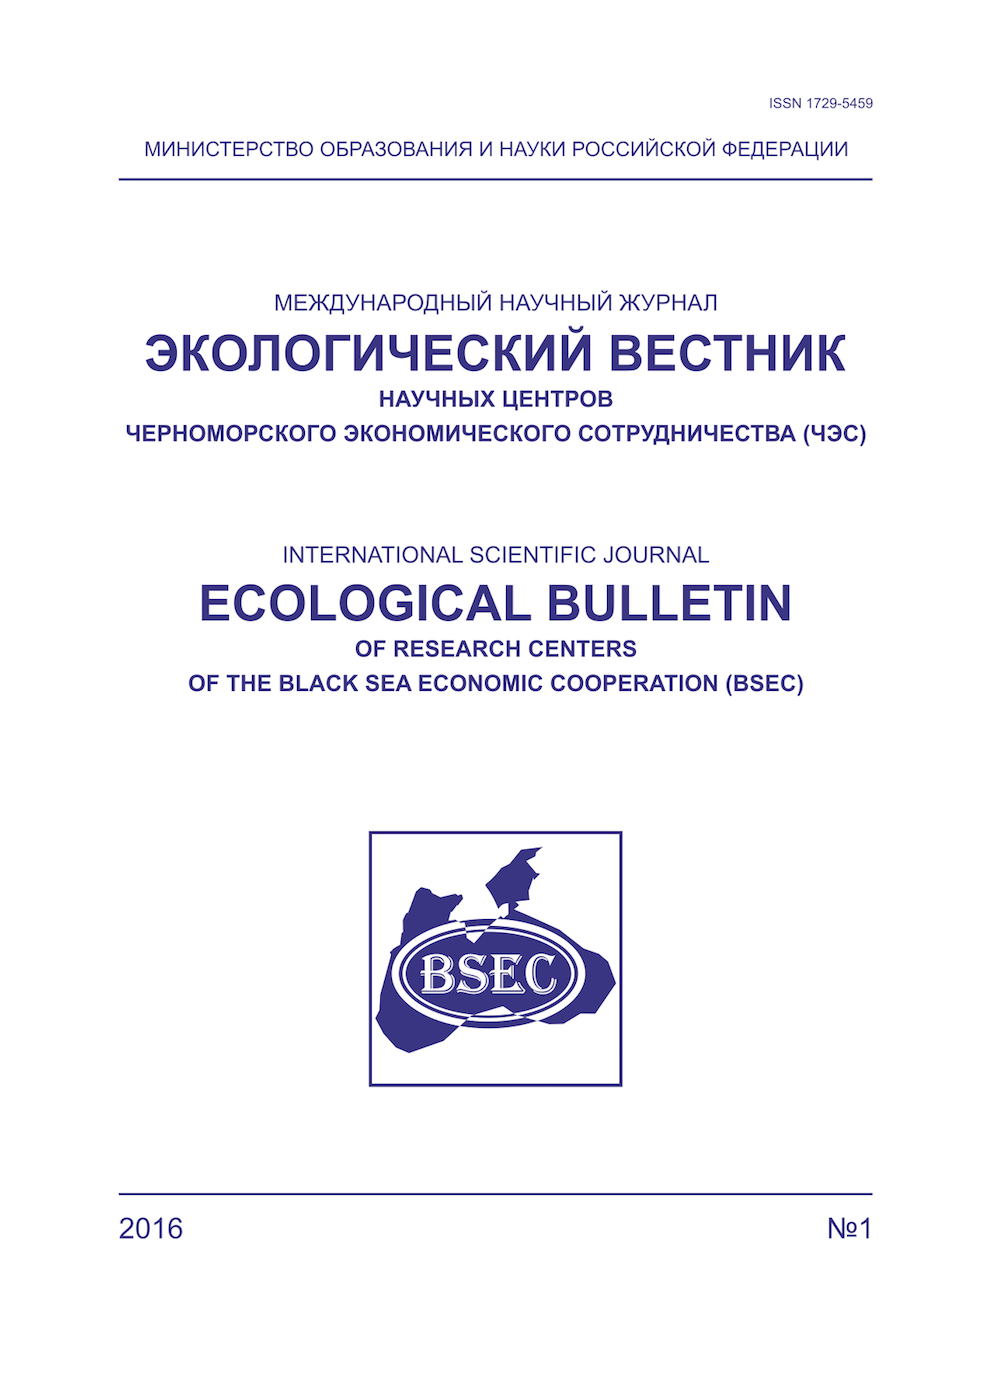 ISSN 1729-5459
МИНИСТЕРСТВО ОБРАЗОВАНИЯ И НАУКИ РОССИЙСКОЙ ФЕДЕРАЦИИ
МЕЖДУНАРОДНЫЙ НАУЧНЫЙ ЖУРНАЛ
ЭКОЛОГИЧЕСКИЙ ВЕСТНИК
НАУЧНЫХ ЦЕНТРОВ
ЧЕРНОМОРСКОГО ЭКОНОМИЧЕСКОГО СОТРУДНИЧЕСТВА (ЧЭС)
INTERNATIONAL SCIENTIFIC JOURNAL
ECOLOGICAL BULLETIN
OF RESEARCH CENTERS
OF THE BLACK SEA ECONOMIC COOPERATION (BSEC)
BSEC
2016 №1